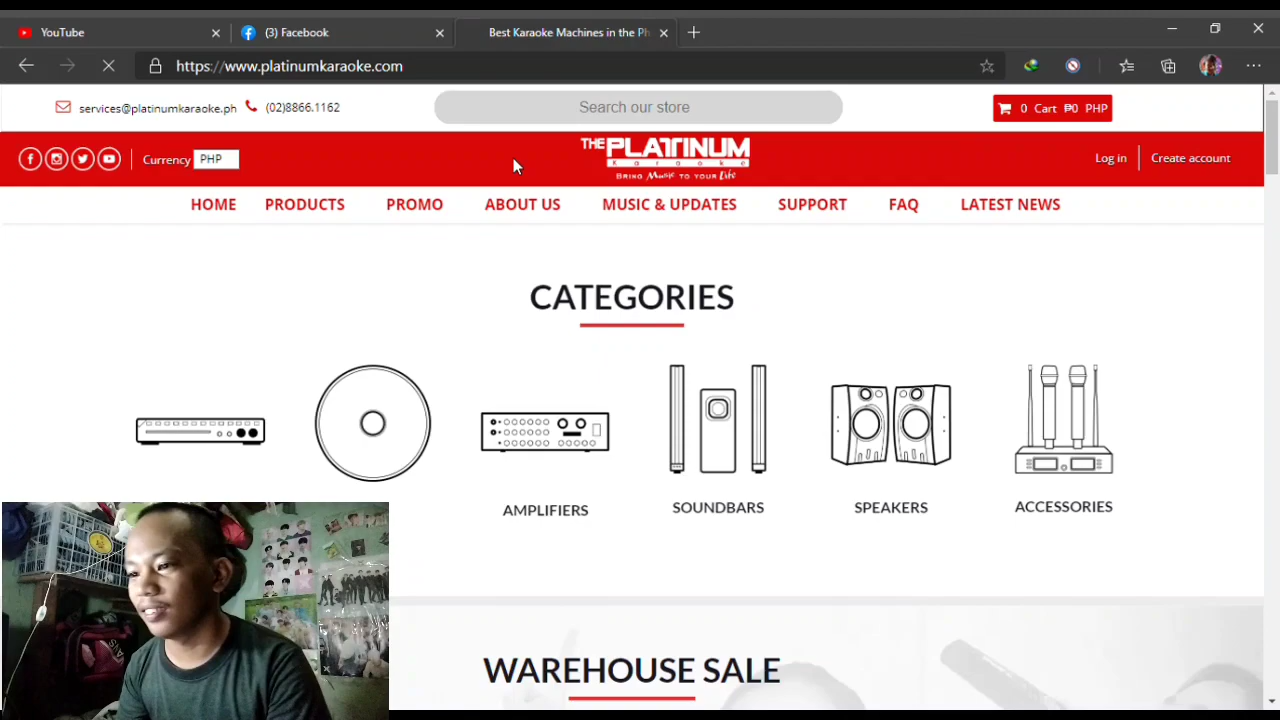 YouTube
(3) Facebook
Best Karaoke Machines in the Ph
https://www.platinumkaraoke.com
services@platinumkaraoke.ph
(02)8866.1162
Search our store
0 Cart ₱0 PHP
Currency PHP
THE PLATINUM
Karaoke
BRING Music TO YOUR Life
Log in
Create account
HOME PRODUCTS PROMO ABOUT US MUSIC & UPDATES SUPPORT FAQ LATEST NEWS
CATEGORIES
AMPLIFIERS
SOUNDBARS
SPEAKERS
ACCESSORIES
WAREHOUSE SALE